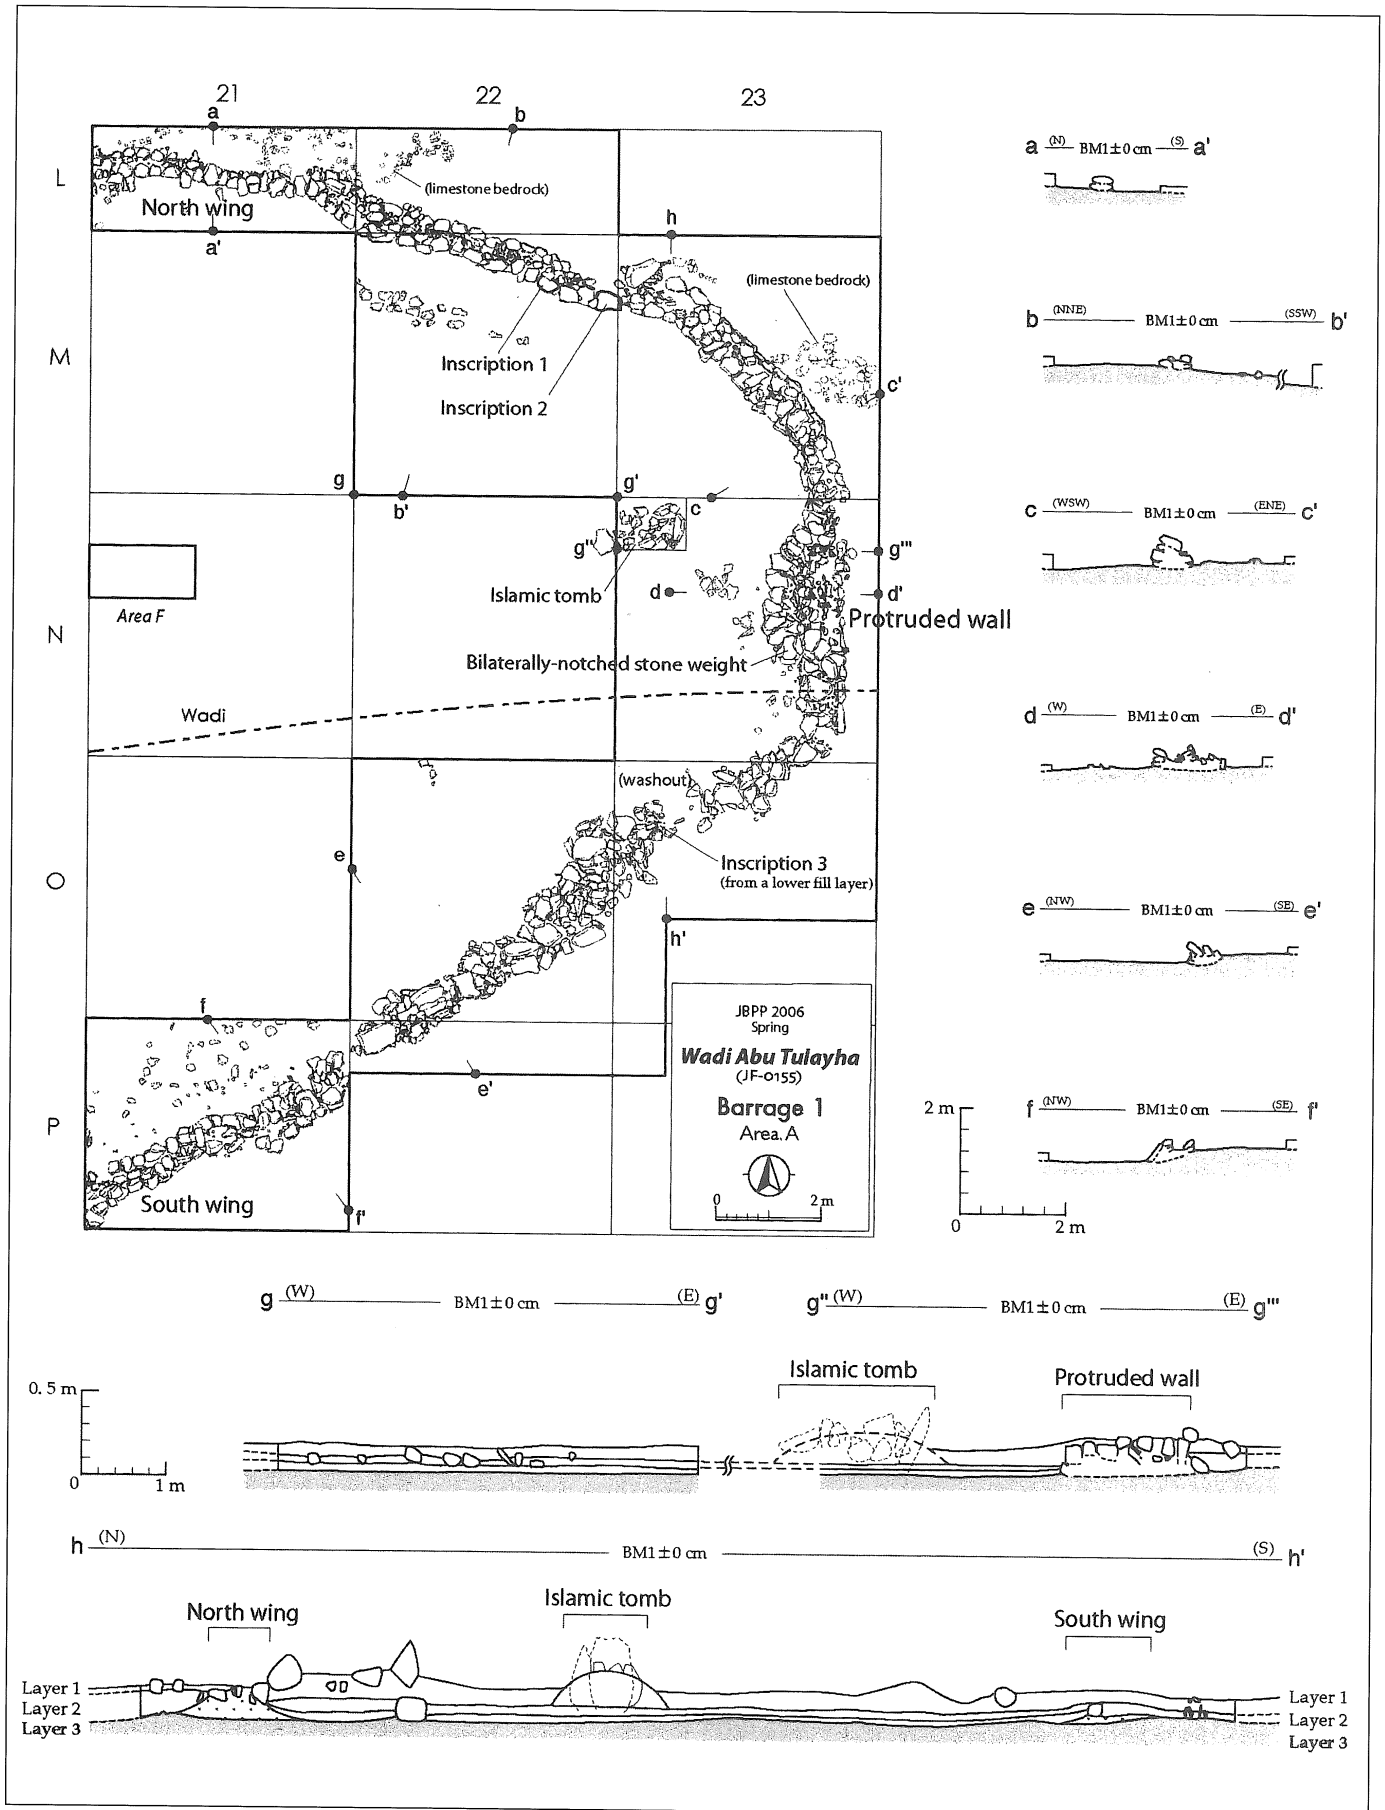 21 22 23
a b
L
(limestone bedrock)
North wing
h
a'
(limestone bedrock)
M
Inscription 1
c'
Inscription 2
g g'
b' c
g'' g'''
Islamic tomb d d'
Area F
Protruded wall
N
Bilaterally-notched stone weight
Wadi
(washout)
e
Inscription 3
(from a lower fill layer)
O
h'
f
JBPP 2006
Spring
Wadi Abu Tulayha
(JF-0155)
e'
Barrage 1
Area. A
P
0 2 m
South wing
f'
a (N) BM1±0 cm (S) a'
b (NNE) BM1±0 cm (SSW) b'
c (WSW) BM1±0 cm (ENE) c'
d (W) BM1±0 cm (E) d'
e (NW) BM1±0 cm (SE) e'
f (NW) BM1±0 cm (SE) f'
2 m
0 2 m
g (W) BM1±0 cm (E) g'
g'' (W) BM1±0 cm (E) g'''
Islamic tomb Protruded wall
0. 5 m
0 1 m
h (N) BM1±0 cm (S) h'
North wing Islamic tomb South wing
Layer 1 Layer 1
Layer 2 Layer 2
Layer 3 Layer 3